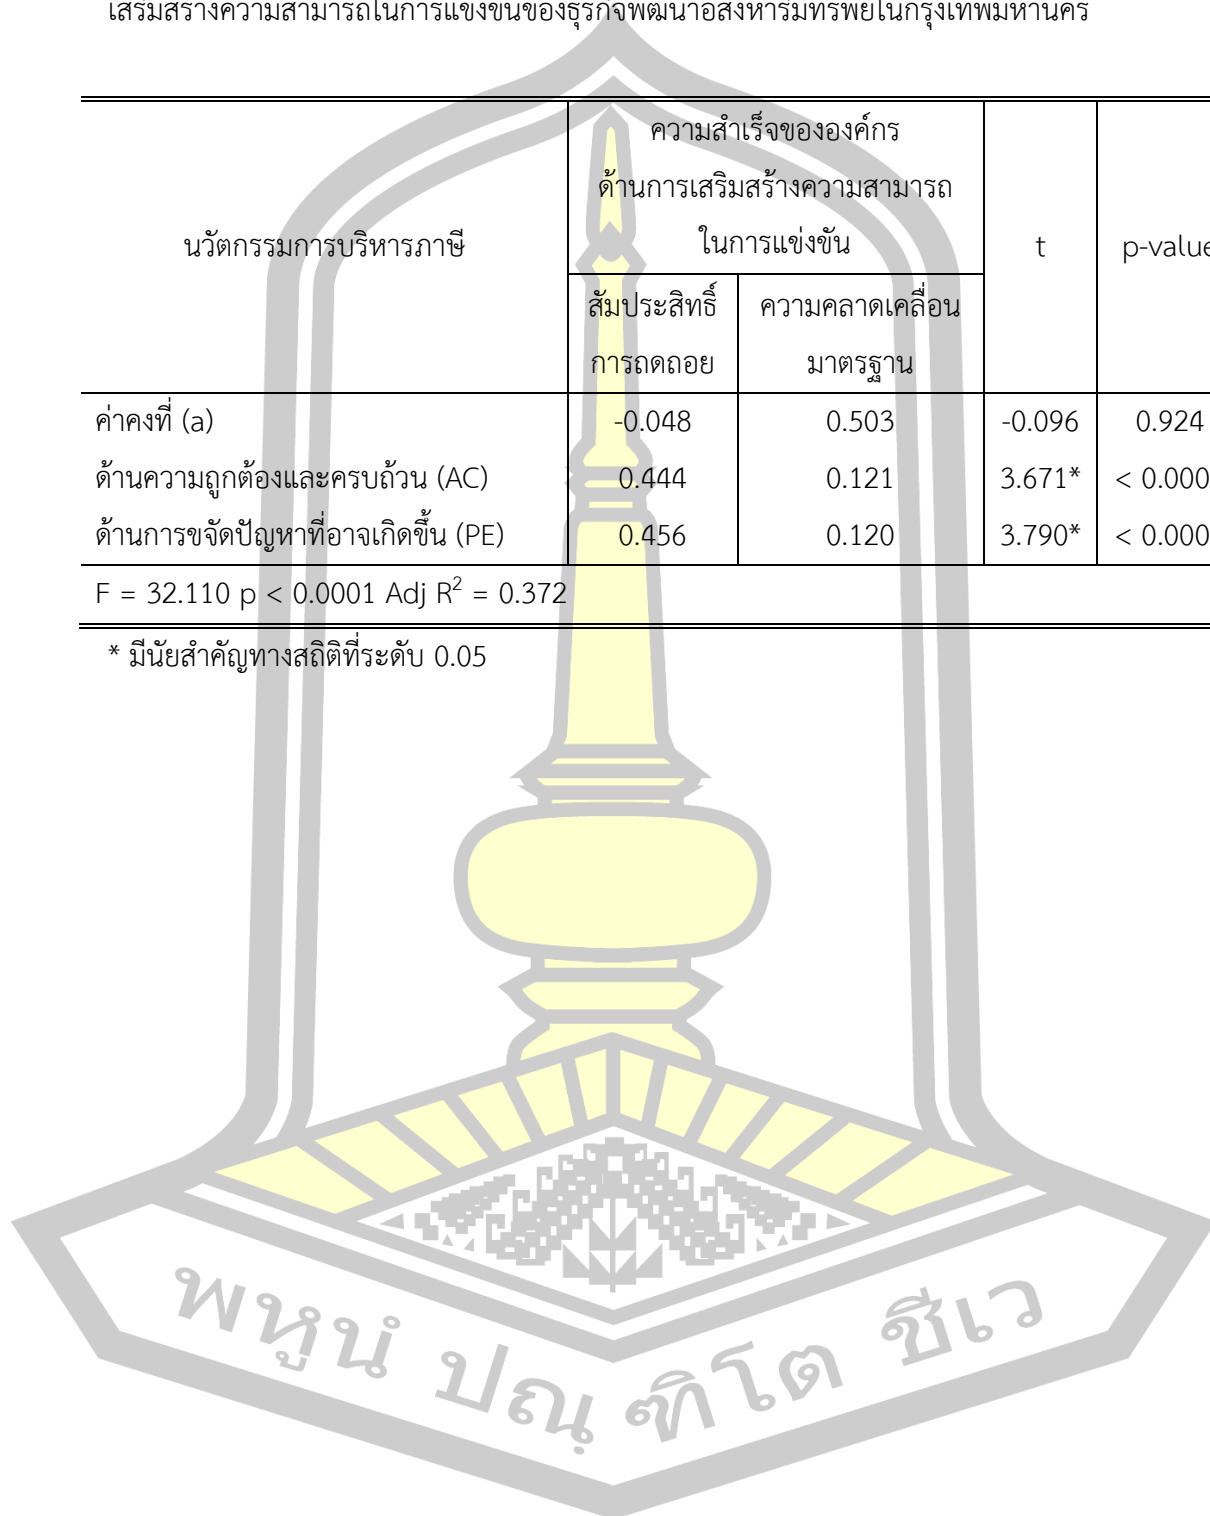 เสริมสร้างความสามารถในการแข่งขันของธุรกิจพัฒนาอสังหาริมทรัพย์ในกรุงเทพมหานคร
นวัตกรรมการบริหารภาษี
ความสำเร็จขององค์กร
ด้านการเสริมสร้างความสามารถ
ในการแข่งขัน
t
p-value
สัมประสิทธิ์
การถดถอย
ความคลาดเคลื่อน
มาตรฐาน
ค่าคงที่ (a) -0.048 0.503 -0.096 0.924
ด้านความถูกต้องและครบถ้วน (AC) 0.444 0.121 3.671* < 0.000
ด้านการขจัดปัญหาที่อาจเกิดขึ้น (PE) 0.456 0.120 3.790* < 0.000
F = 32.110 p < 0.0001 Adj R² = 0.372
* มีนัยสำคัญทางสถิติที่ระดับ 0.05
พหูนํ ปณฺฑิโต ชีเว